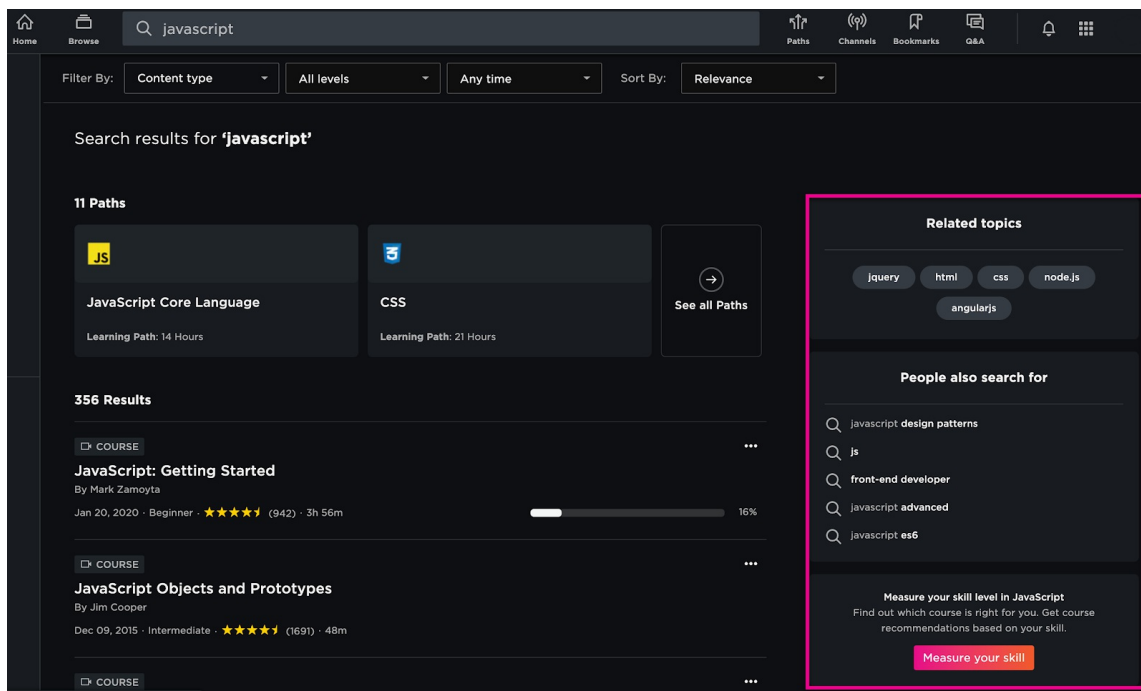 javascript
Home
Browse
Paths
Channels
Bookmarks
Q&A
Filter By:
Content type
All levels
Any time
Sort By:
Relevance
Search results for ‘javascript’
11 Paths
JS
JavaScript Core Language
Learning Path: 14 Hours
3
CSS
Learning Path: 21 Hours
See all Paths
356 Results
COURSE
JavaScript: Getting Started
By Mark Zamoyta
Jan 20, 2020 · Beginner · (942) · 3h 56m
16%
COURSE
JavaScript Objects and Prototypes
By Jim Cooper
Dec 09, 2015 · Intermediate · (1691) · 48m
COURSE
Related topics
jquery
html
css
node.js
angularjs
People also search for
javascript design patterns
js
front-end developer
javascript advanced
javascript es6
Measure your skill level in JavaScript
Find out which course is right for you. Get course
recommendations based on your skill.
Measure your skill